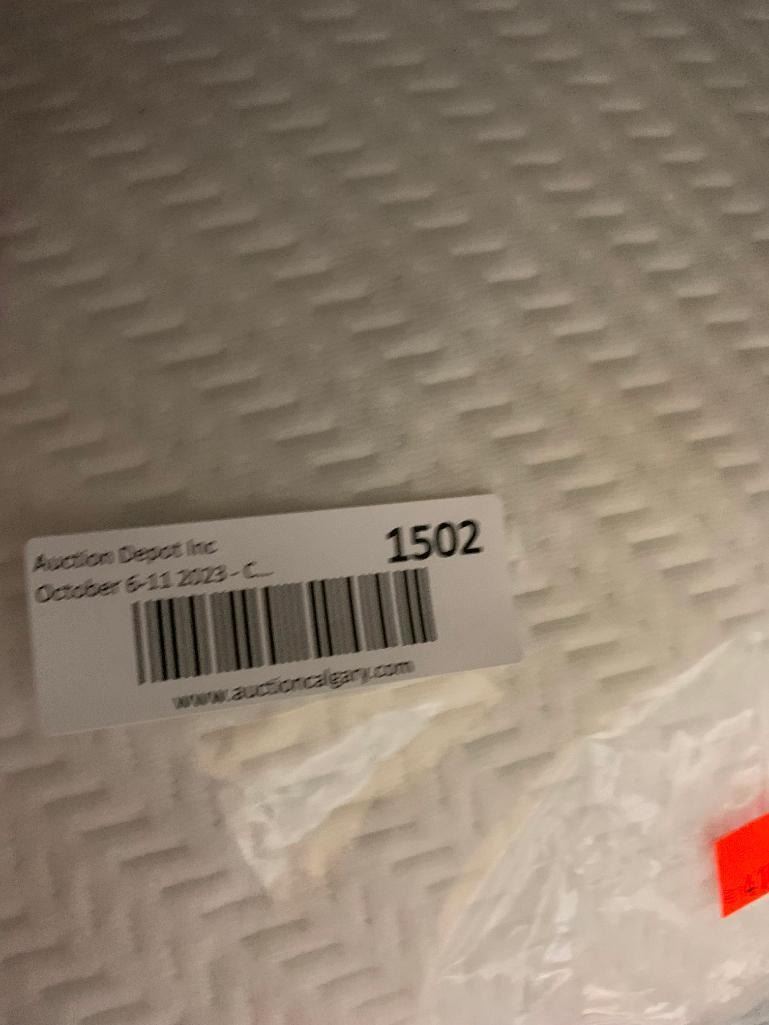 Auction Depot Inc
1502
October 6-11 2023 - C...
www.auctioncalgary.com